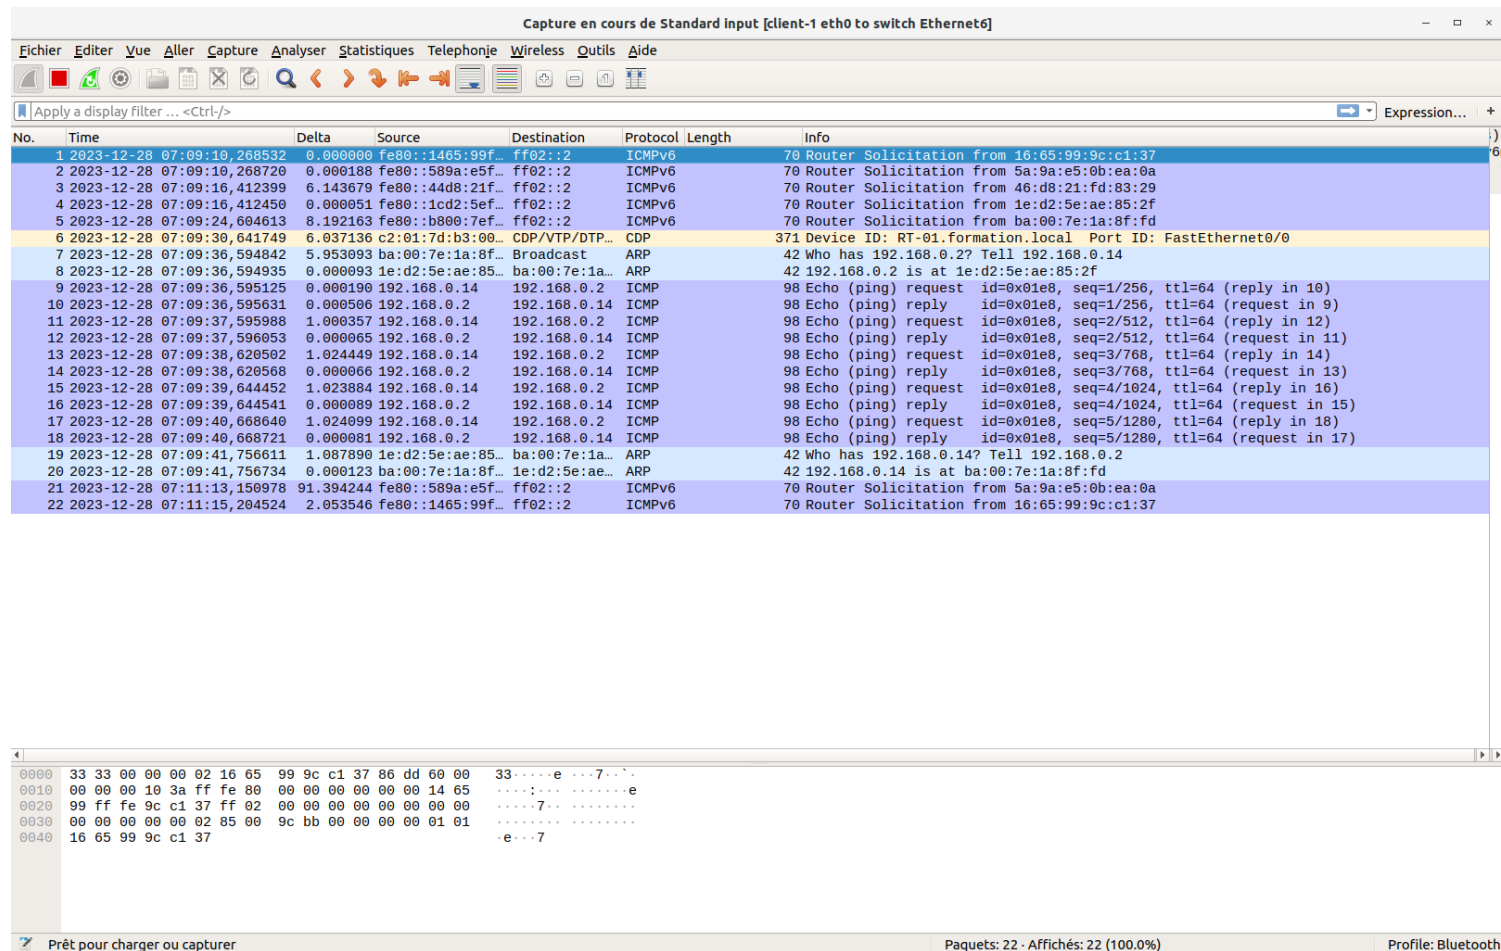 Capture en cours de Standard input [client-1 eth0 to switch Ethernet6]
Fichier Editer Vue Aller Capture Analyser Statistiques Telephonie Wireless Outils Aide
Apply a display filter ... <Ctrl-/> Expression... +
No. Time Delta Source Destination Protocol Length Info
1 2023-12-28 07:09:10,268532 0.000000 fe80::1465:99f… ff02::2 ICMPv6 70 Router Solicitation from 16:65:99:9c:c1:37
2 2023-12-28 07:09:10,268720 0.000188 fe80::589a:e5f… ff02::2 ICMPv6 70 Router Solicitation from 5a:9a:e5:0b:ea:0a
3 2023-12-28 07:09:16,412399 6.143679 fe80::44d8:21f… ff02::2 ICMPv6 70 Router Solicitation from 46:d8:21:fd:83:29
4 2023-12-28 07:09:16,412450 0.000051 fe80::1cd2:5ef… ff02::2 ICMPv6 70 Router Solicitation from 1e:d2:5e:ae:85:2f
5 2023-12-28 07:09:24,604613 8.192163 fe80::b800:7ef… ff02::2 ICMPv6 70 Router Solicitation from ba:00:7e:1a:8f:fd
6 2023-12-28 07:09:30,641749 6.037136 c2:01:7d:b3:00… CDP/VTP/DTP… CDP 371 Device ID: RT-01.formation.local Port ID: FastEthernet0/0
7 2023-12-28 07:09:36,594842 5.953093 ba:00:7e:1a:8f… Broadcast ARP 42 Who has 192.168.0.2? Tell 192.168.0.14
8 2023-12-28 07:09:36,594935 0.000093 1e:d2:5e:ae:85… ba:00:7e:1a… ARP 42 192.168.0.2 is at 1e:d2:5e:ae:85:2f
9 2023-12-28 07:09:36,595125 0.000190 192.168.0.14 192.168.0.2 ICMP 98 Echo (ping) request id=0x01e8, seq=1/256, ttl=64 (reply in 10)
10 2023-12-28 07:09:36,595631 0.000506 192.168.0.2 192.168.0.14 ICMP 98 Echo (ping) reply id=0x01e8, seq=1/256, ttl=64 (request in 9)
11 2023-12-28 07:09:37,595988 1.000357 192.168.0.14 192.168.0.2 ICMP 98 Echo (ping) request id=0x01e8, seq=2/512, ttl=64 (reply in 12)
12 2023-12-28 07:09:37,596053 0.000065 192.168.0.2 192.168.0.14 ICMP 98 Echo (ping) reply id=0x01e8, seq=2/512, ttl=64 (request in 11)
13 2023-12-28 07:09:38,620502 1.024449 192.168.0.14 192.168.0.2 ICMP 98 Echo (ping) request id=0x01e8, seq=3/768, ttl=64 (reply in 14)
14 2023-12-28 07:09:38,620568 0.000066 192.168.0.2 192.168.0.14 ICMP 98 Echo (ping) reply id=0x01e8, seq=3/768, ttl=64 (request in 13)
15 2023-12-28 07:09:39,644452 1.023884 192.168.0.14 192.168.0.2 ICMP 98 Echo (ping) request id=0x01e8, seq=4/1024, ttl=64 (reply in 16)
16 2023-12-28 07:09:39,644541 0.000089 192.168.0.2 192.168.0.14 ICMP 98 Echo (ping) reply id=0x01e8, seq=4/1024, ttl=64 (request in 15)
17 2023-12-28 07:09:40,668640 1.024099 192.168.0.14 192.168.0.2 ICMP 98 Echo (ping) request id=0x01e8, seq=5/1280, ttl=64 (reply in 18)
18 2023-12-28 07:09:40,668721 0.000081 192.168.0.2 192.168.0.14 ICMP 98 Echo (ping) reply id=0x01e8, seq=5/1280, ttl=64 (request in 17)
19 2023-12-28 07:09:41,756611 1.087890 1e:d2:5e:ae:85… ba:00:7e:1a… ARP 42 Who has 192.168.0.14? Tell 192.168.0.2
20 2023-12-28 07:09:41,756734 0.000123 ba:00:7e:1a:8f… 1e:d2:5e:ae… ARP 42 192.168.0.14 is at ba:00:7e:1a:8f:fd
21 2023-12-28 07:11:13,150978 91.394244 fe80::589a:e5f… ff02::2 ICMPv6 70 Router Solicitation from 5a:9a:e5:0b:ea:0a
22 2023-12-28 07:11:15,204524 2.053546 fe80::1465:99f… ff02::2 ICMPv6 70 Router Solicitation from 16:65:99:9c:c1:37
0000 33 33 00 00 00 02 16 65 99 9c c1 37 86 dd 60 00 33·····e ···7··`·
0010 00 00 00 10 3a ff fe 80 00 00 00 00 00 00 14 65 ····:··· ·······e
0020 99 ff fe 9c c1 37 ff 02 00 00 00 00 00 00 00 00 ·····7·· ········
0030 00 00 00 00 00 02 85 00 9c bb 00 00 00 00 01 01 ········ ········
0040 16 65 99 9c c1 37 ·e···7
Prêt pour charger ou capturer Paquets: 22 · Affichés: 22 (100.0%) Profile: Bluetooth